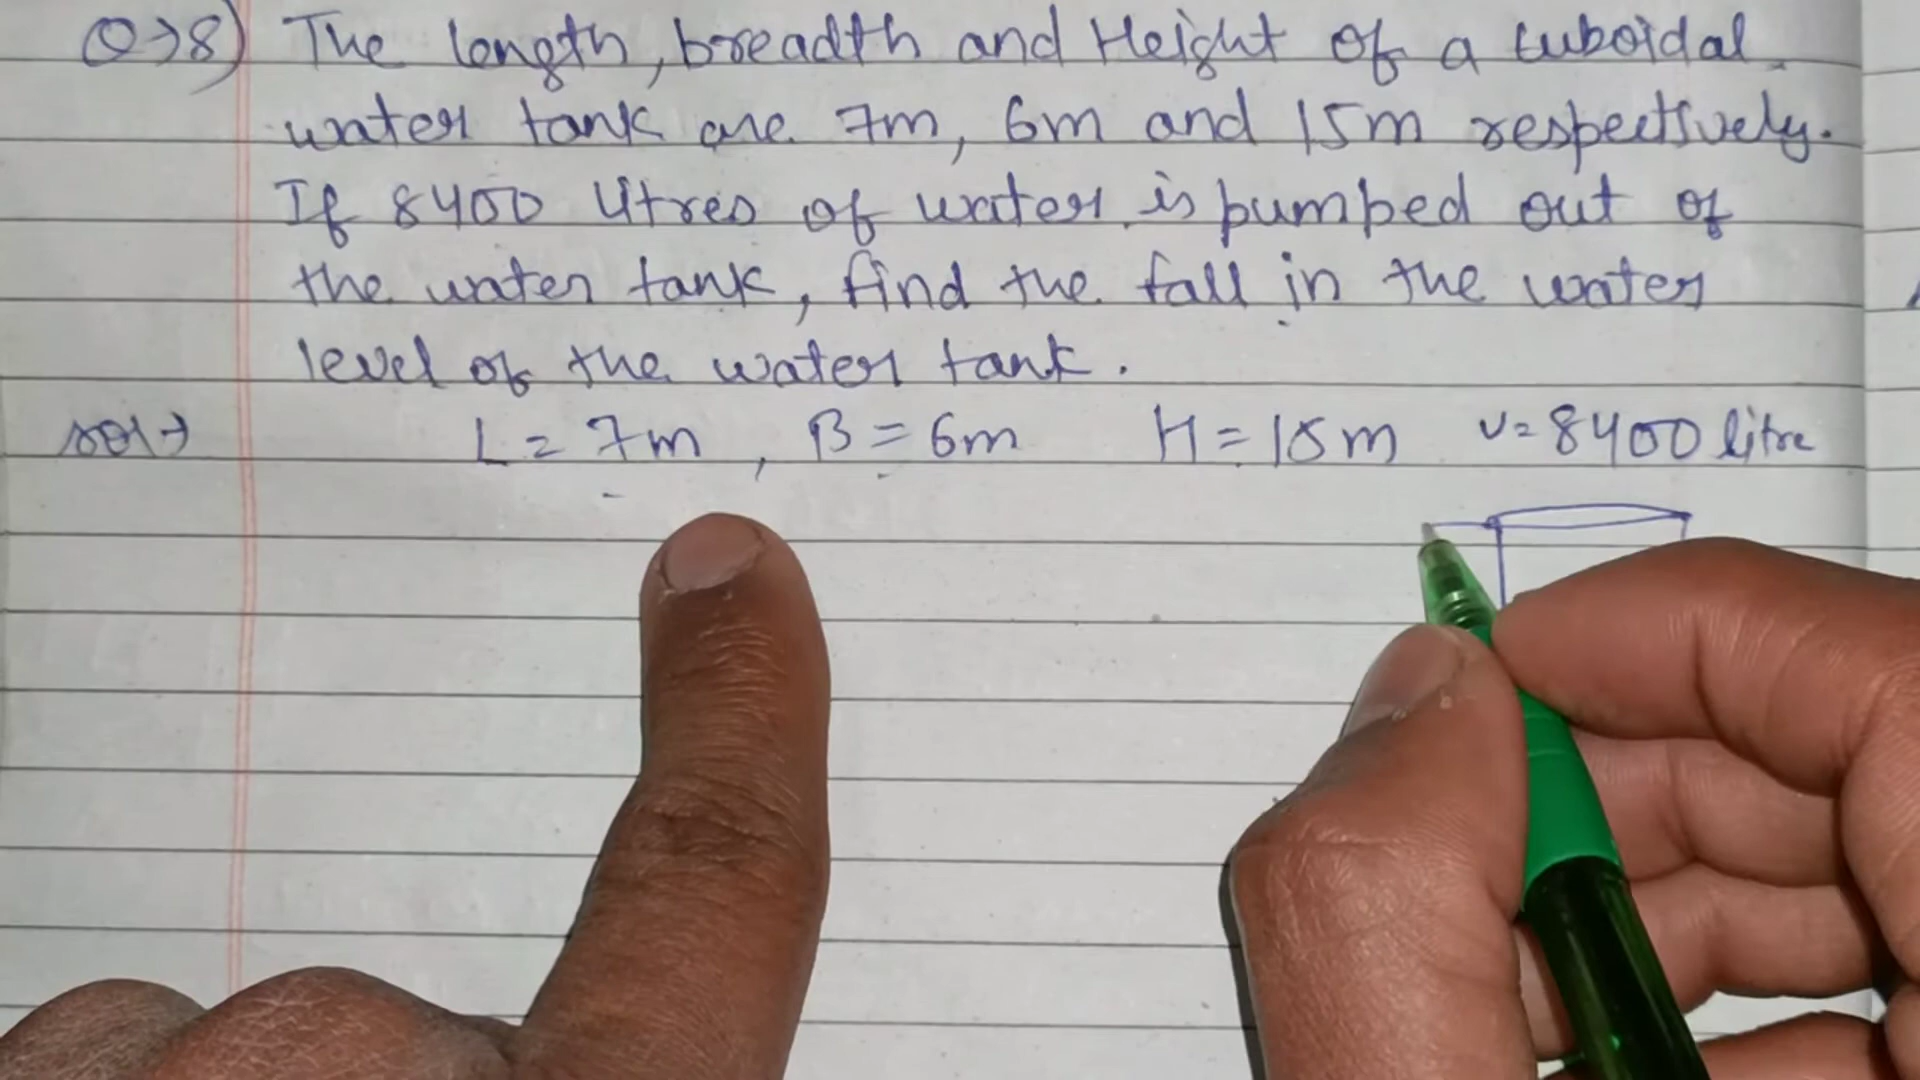 Q→8) The length, breadth and Height of a cuboidal
water tank are 7m, 6m and 15m respectively.
If 8400 litres of water is pumped out of
the water tank, find the fall in the water
level of the water tank.
sol→ L = 7m , B = 6m H = 15m V = 8400 litre